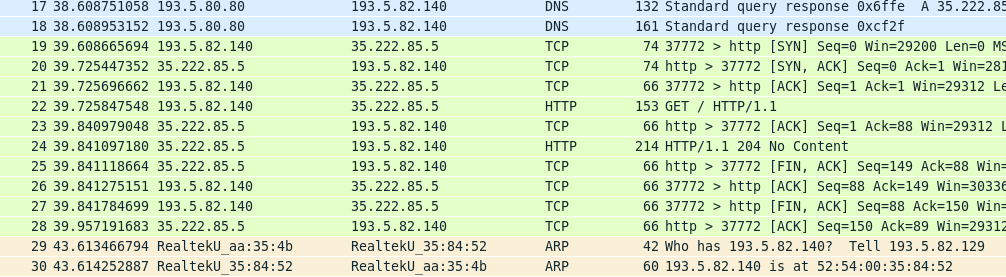 17 38.608751058 193.5.80.80 193.5.82.140 DNS 132 Standard query response 0x6ffe A 35.222.85
18 38.608953152 193.5.80.80 193.5.82.140 DNS 161 Standard query response 0xcf2f
19 38.608665694 193.5.82.140 35.222.85.5 TCP 74 37772 > http [SYN] Seq=0 Win=29200 Len=0 MS
20 39.725447352 35.222.85.5 193.5.82.140 TCP 74 http > 37772 [SYN, ACK] Seq=0 Ack=1 Win=281
21 39.725696662 193.5.82.140 35.222.85.5 TCP 66 37772 > http [ACK] Seq=1 Ack=1 Win=29312 Le
22 39.725847548 193.5.82.140 35.222.85.5 HTTP 153 GET / HTTP/1.1
23 39.840979048 35.222.85.5 193.5.82.140 TCP 66 http > 37772 [ACK] Seq=1 Ack=88 Win=29312 L
24 39.841097180 35.222.85.5 193.5.82.140 HTTP 214 HTTP/1.1 204 No Content
25 39.841118664 35.222.85.5 193.5.82.140 TCP 66 http > 37772 [FIN, ACK] Seq=149 Ack=88 Win=
26 39.841275151 193.5.82.140 35.222.85.5 TCP 66 37772 > http [ACK] Seq=88 Ack=149 Win=30336
27 39.841784699 193.5.82.140 35.222.85.5 TCP 66 37772 > http [FIN, ACK] Seq=88 Ack=150 Win=
28 39.957191683 35.222.85.5 193.5.82.140 TCP 66 http > 37772 [ACK] Seq=150 Ack=89 Win=29312
29 43.613466794 RealtekU_aa:35:4b RealtekU_35:84:52 ARP 42 Who has 193.5.82.140? Tell 193.5.82.129
30 43.614252887 RealtekU_35:84:52 RealtekU_aa:35:4b ARP 60 193.5.82.140 is at 52:54:00:35:84:52